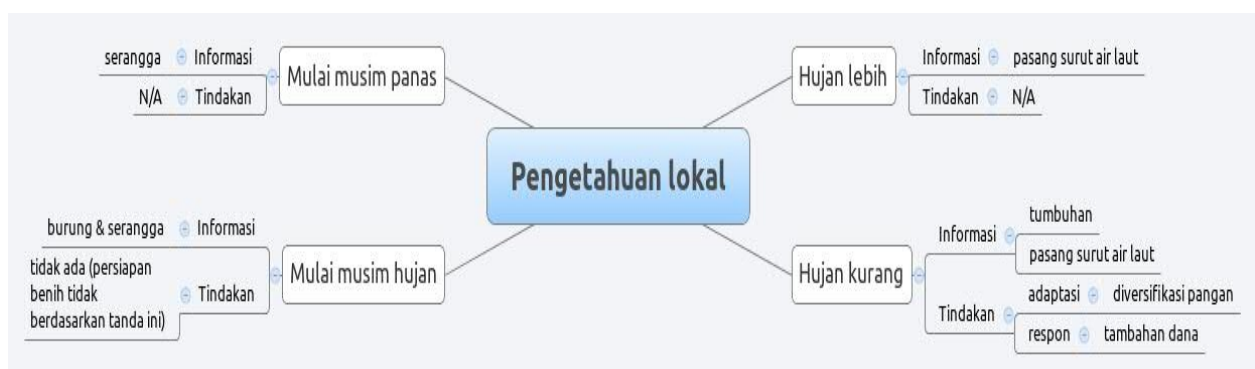 Pengetahuan lokal
Mulai musim panas
Informasi
serangga
Tindakan
N/A
Mulai musim hujan
Informasi
burung & serangga
Tindakan
tidak ada (persiapan
benih tidak
berdasarkan tanda ini)
Hujan lebih
Informasi
pasang surut air laut
Tindakan
N/A
Hujan kurang
Informasi
tumbuhan
pasang surut air laut
Tindakan
adaptasi
diversifikasi pangan
respon
tambahan dana